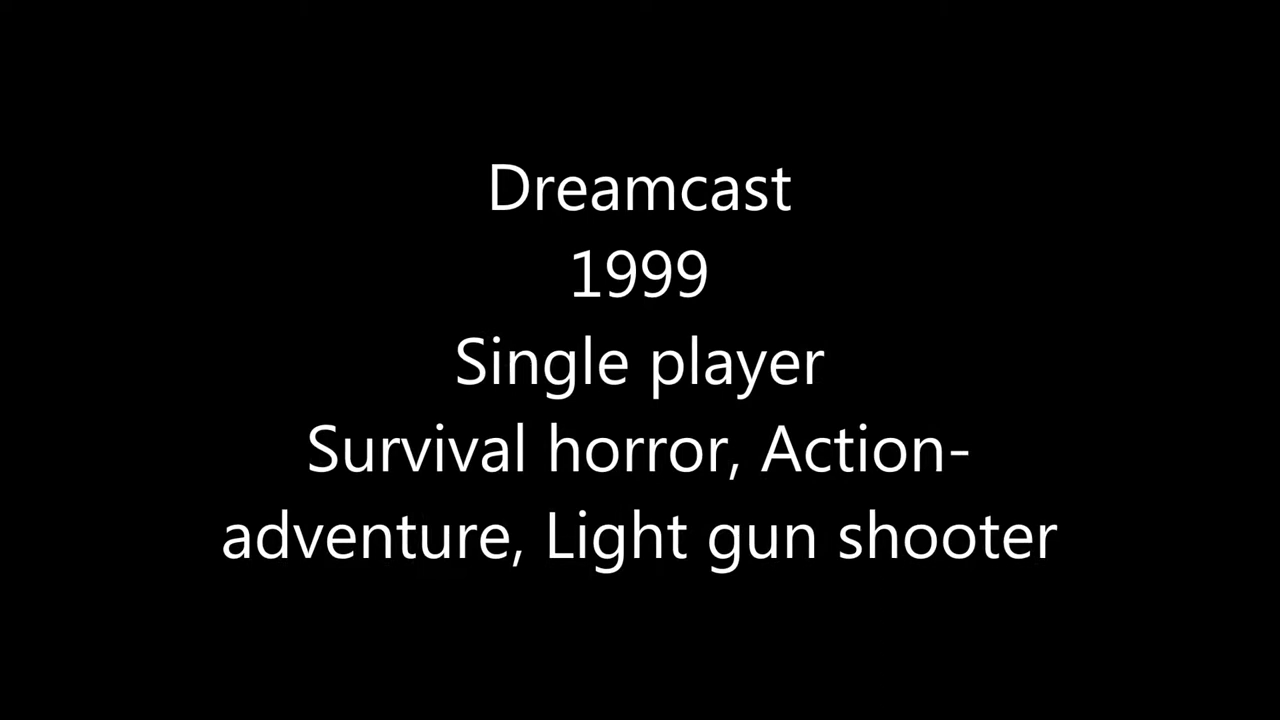 Dreamcast
1999
Single player
Survival horror, Action-
adventure, Light gun shooter